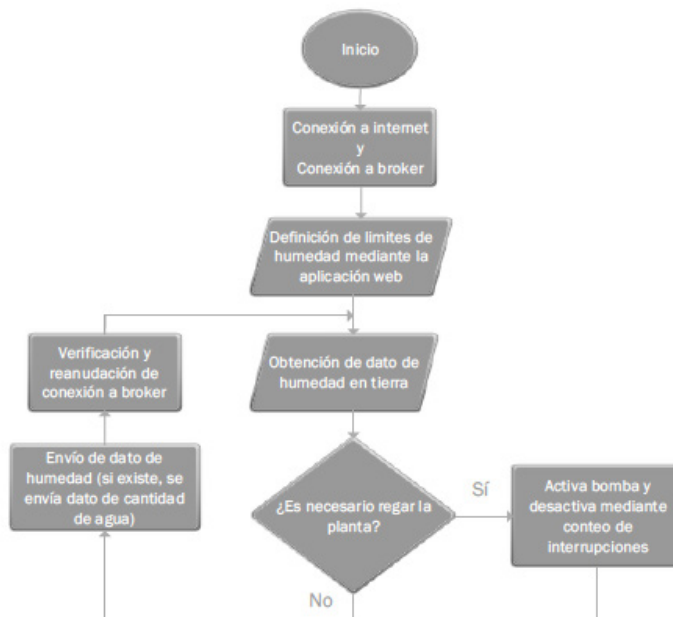 Inicio
Conexión a internet
y
Conexión a broker
Definición de limites de
humedad mediante la
aplicación web
Verificación y
reanudación de
conexión a broker
Obtención de dato de
humedad en tierra
Envío de dato de
humedad (si existe, se
envía dato de cantidad
de agua)
¿Es necesario regar la
planta?
Sí
Activa bomba y
desactiva mediante
conteo de
interrupciones
No